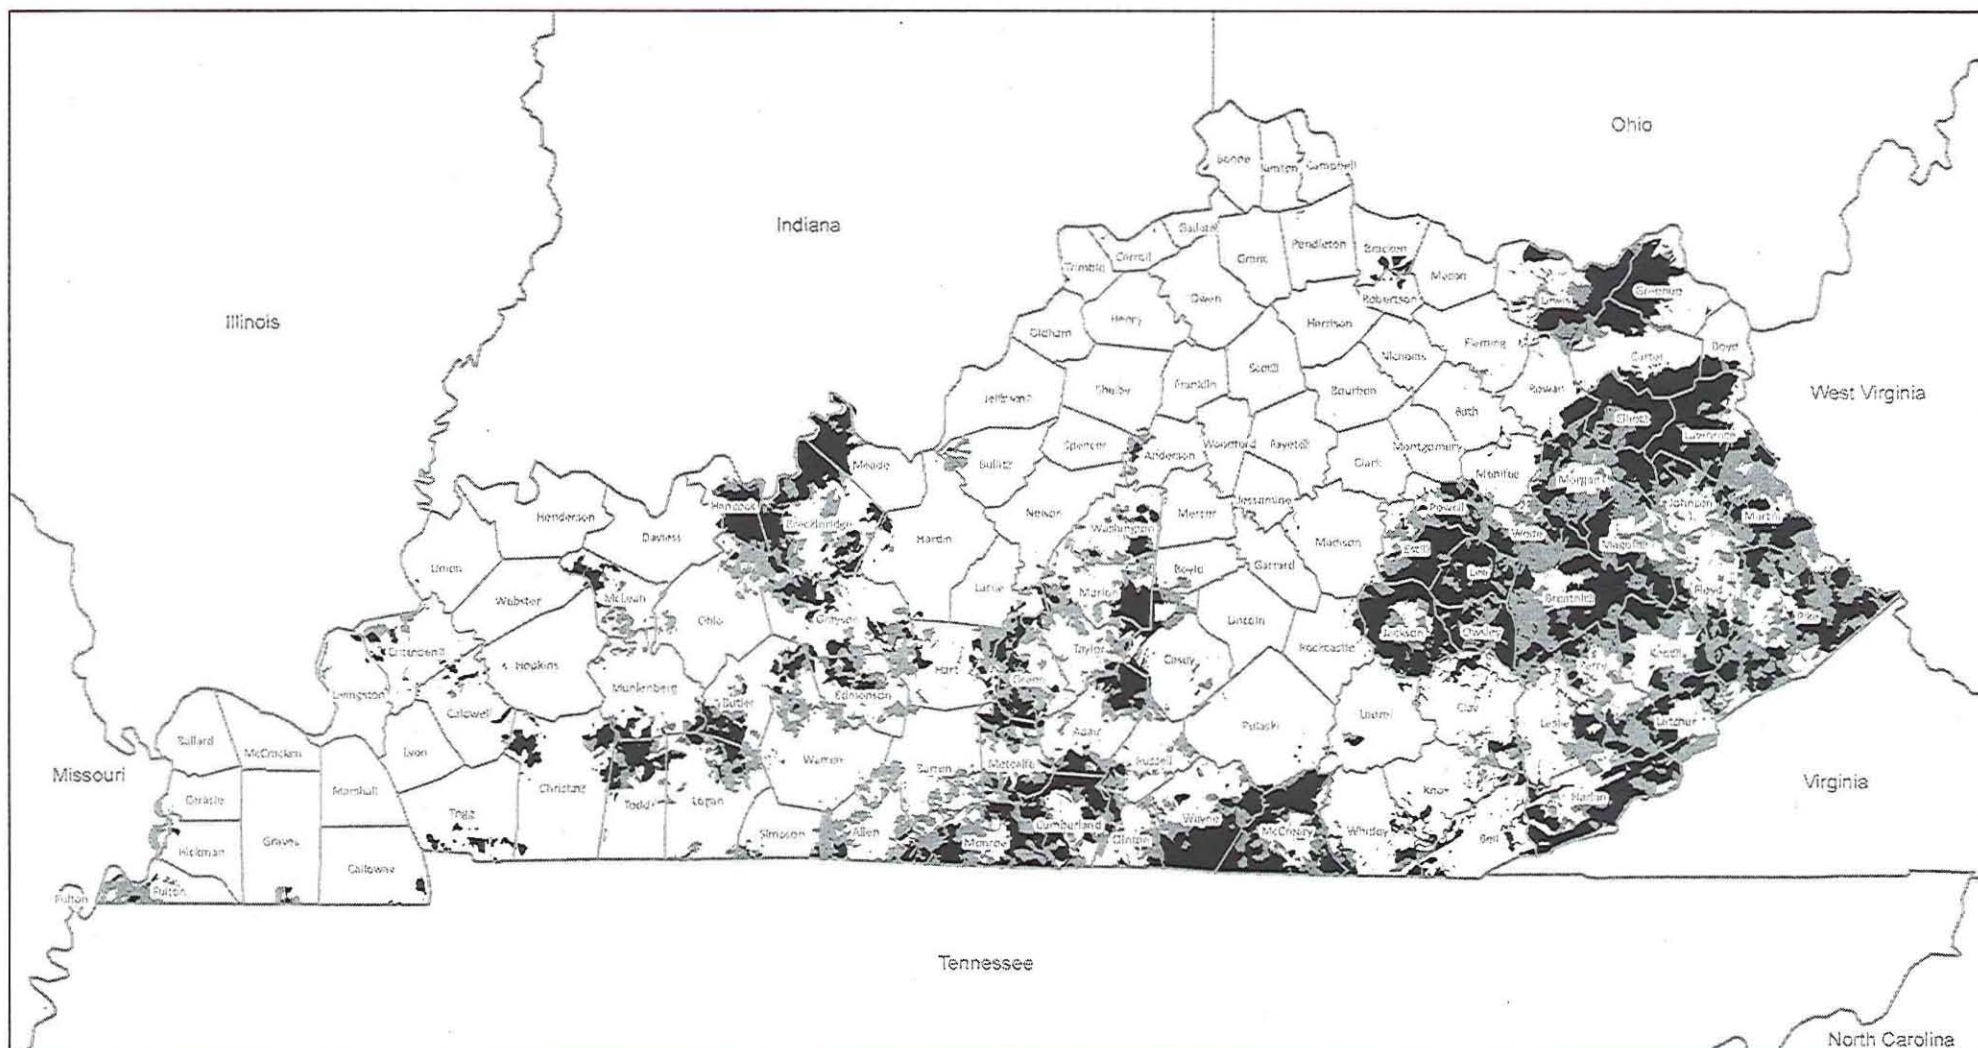 Ohio
Indiana
Illinois
West Virginia
Missouri
Virginia
Tennessee
North Carolina
Boone
Kenton
Campbell
Gallatin
Carroll
Trimble
Grant
Pendleton
Bracken
Mason
Robertson
Lewis
Greenup
Owen
Henry
Oldham
Harrison
Nicholas
Fleming
Carter
Boyd
Rowan
Jefferson
Shelby
Franklin
Scott
Bourbon
Bath
Elliott
Lawrence
Meade
Bullitt
Spencer
Anderson
Woodford
Fayette
Clark
Montgomery
Menifee
Morgan
Johnson
Martin
Henderson
Daviess
Hancock
Breckinridge
Hardin
Nelson
Washington
Mercer
Jessamine
Madison
Powell
Estill
Wolfe
Magoffin
Union
Webster
McLean
Ohio
Grayson
Larue
Marion
Boyle
Garrard
Lee
Breathitt
Floyd
Pike
Crittenden
Hopkins
Muhlenberg
Butler
Edmonson
Hart
Green
Taylor
Casey
Lincoln
Rockcastle
Jackson
Owsley
Perry
Knott
Livingston
Caldwell
Lyon
Ballard
McCracken
Marshall
Carlisle
Graves
Hickman
Calloway
Fulton
Fulton
Trigg
Christian
Todd
Logan
Warren
Simpson
Allen
Barren
Metcalfe
Adair
Russell
Pulaski
Laurel
Clay
Leslie
Letcher
Monroe
Cumberland
Clinton
Wayne
McCreary
Whitley
Knox
Bell
Harlan